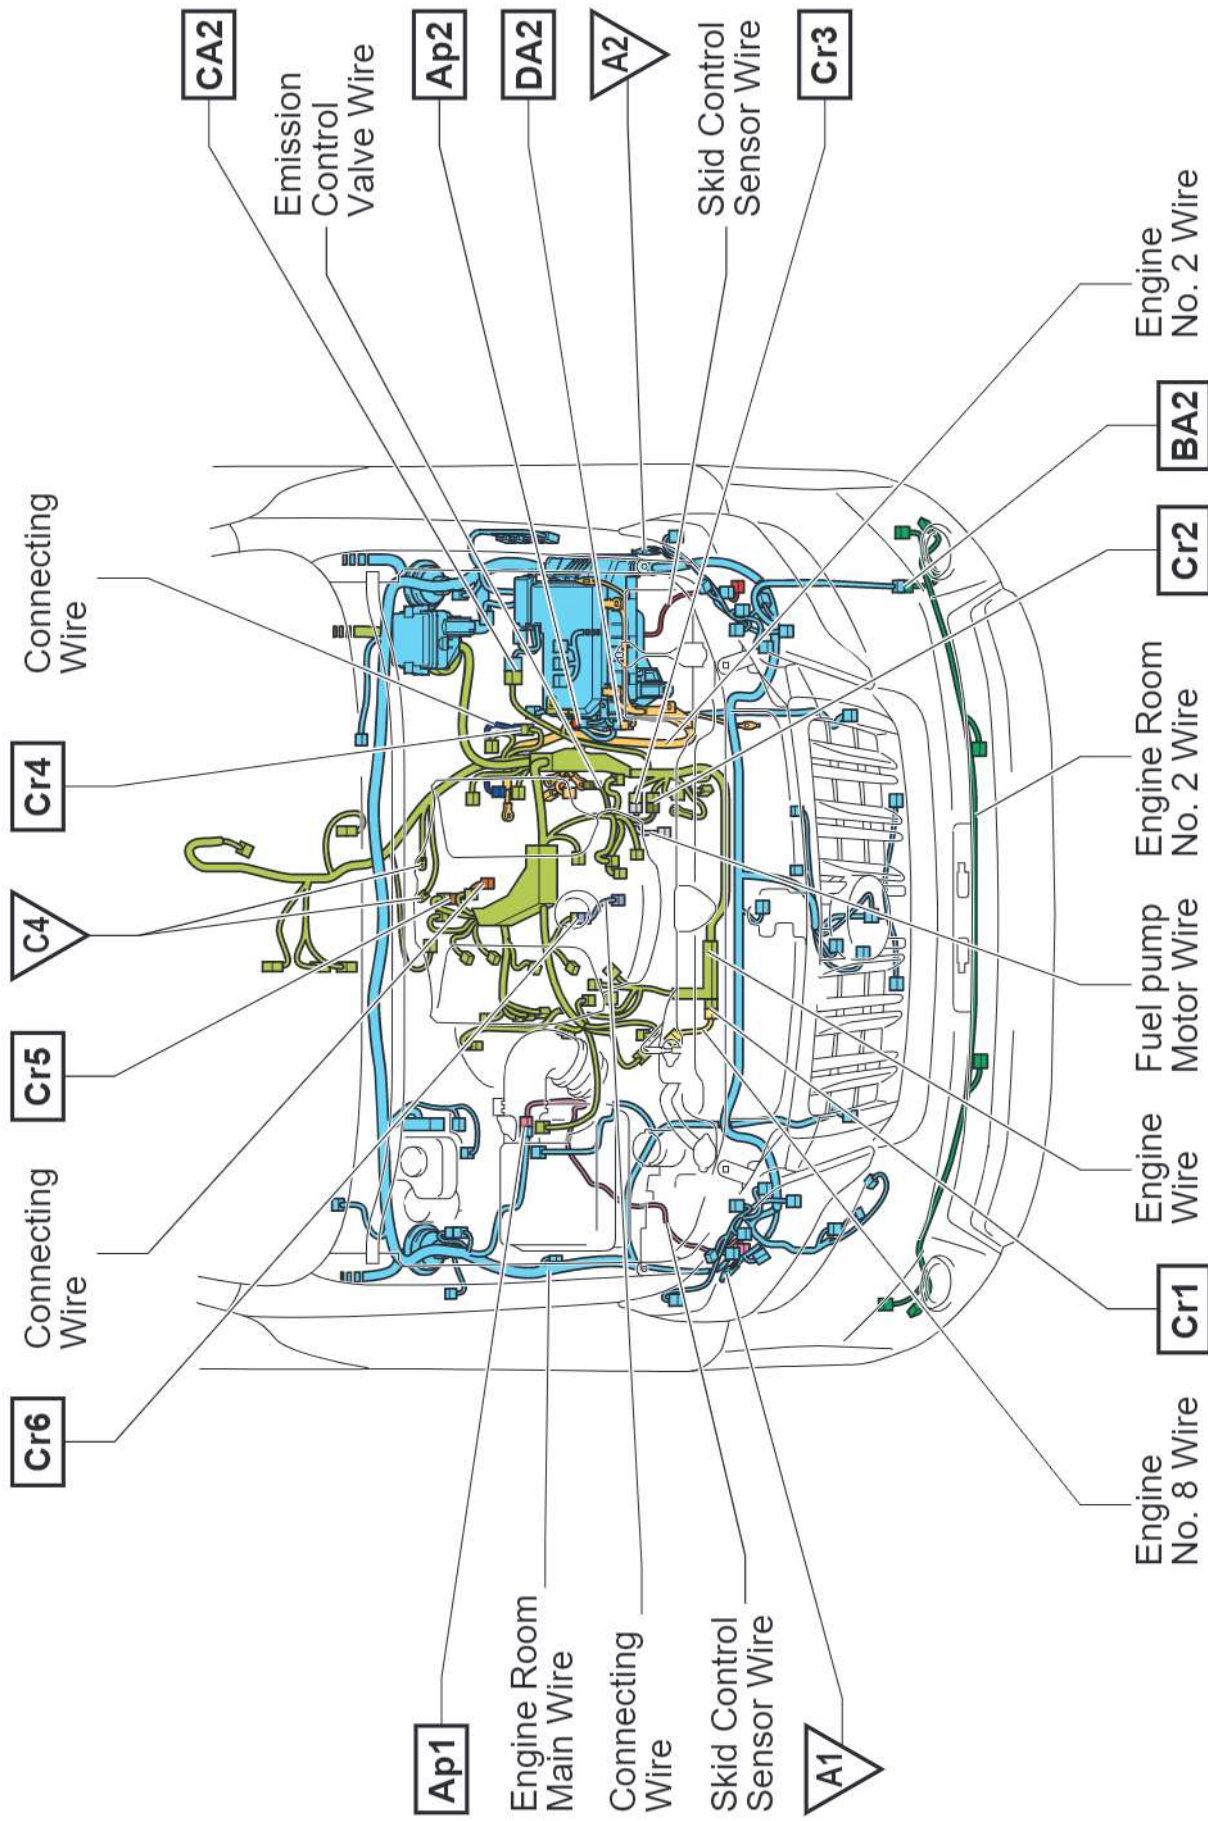 Cr6
Connecting
Wire
Cr5
C4
Cr4
Connecting
Wire
CA2
Emission
Control
Valve Wire
Ap2
DA2
A2
Skid Control
Sensor Wire
Cr3
Ap1
Engine Room
Main Wire
Connecting
Wire
Skid Control
Sensor Wire
A1
Engine
No. 8 Wire
Cr1
Engine
Wire
Fuel pump
Motor Wire
Engine Room
No.2 Wire
Cr2
BA2
Engine
No. 2 Wire